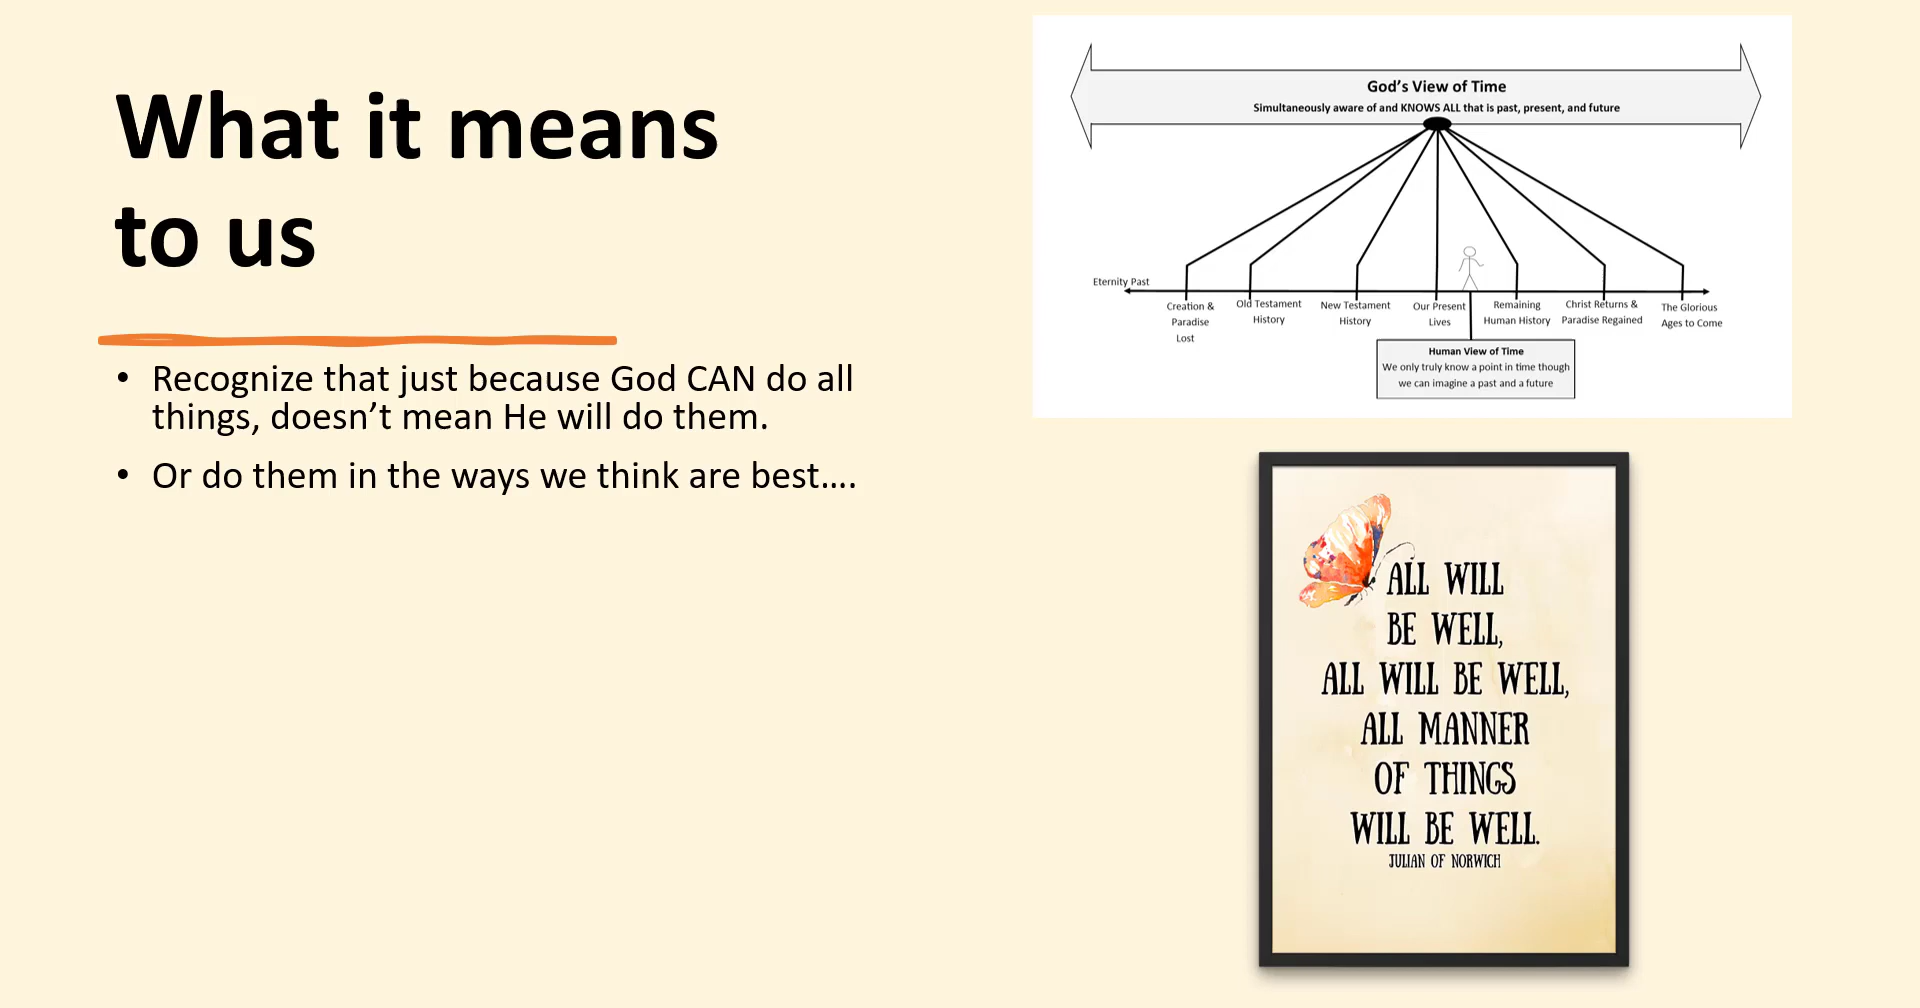 What it means
to us
• Recognize that just because God CAN do all
things, doesn’t mean He will do them.
• Or do them in the ways we think are best....
God’s View of Time
Simultaneously aware of and KNOWS ALL that is past, present, and future
Eternity Past
Creation &
Paradise
Lost
Old Testament
History
New Testament
History
Our Present
Lives
Remaining
Human History
Christ Returns &
Paradise Regained
The Glorious
Ages to Come
Human View of Time
We only truly know a point in time though
we can imagine a past and a future
ALL WILL
BE WELL,
ALL WILL BE WELL,
ALL MANNER
OF THINGS
WILL BE WELL.
JULIAN OF NORWICH